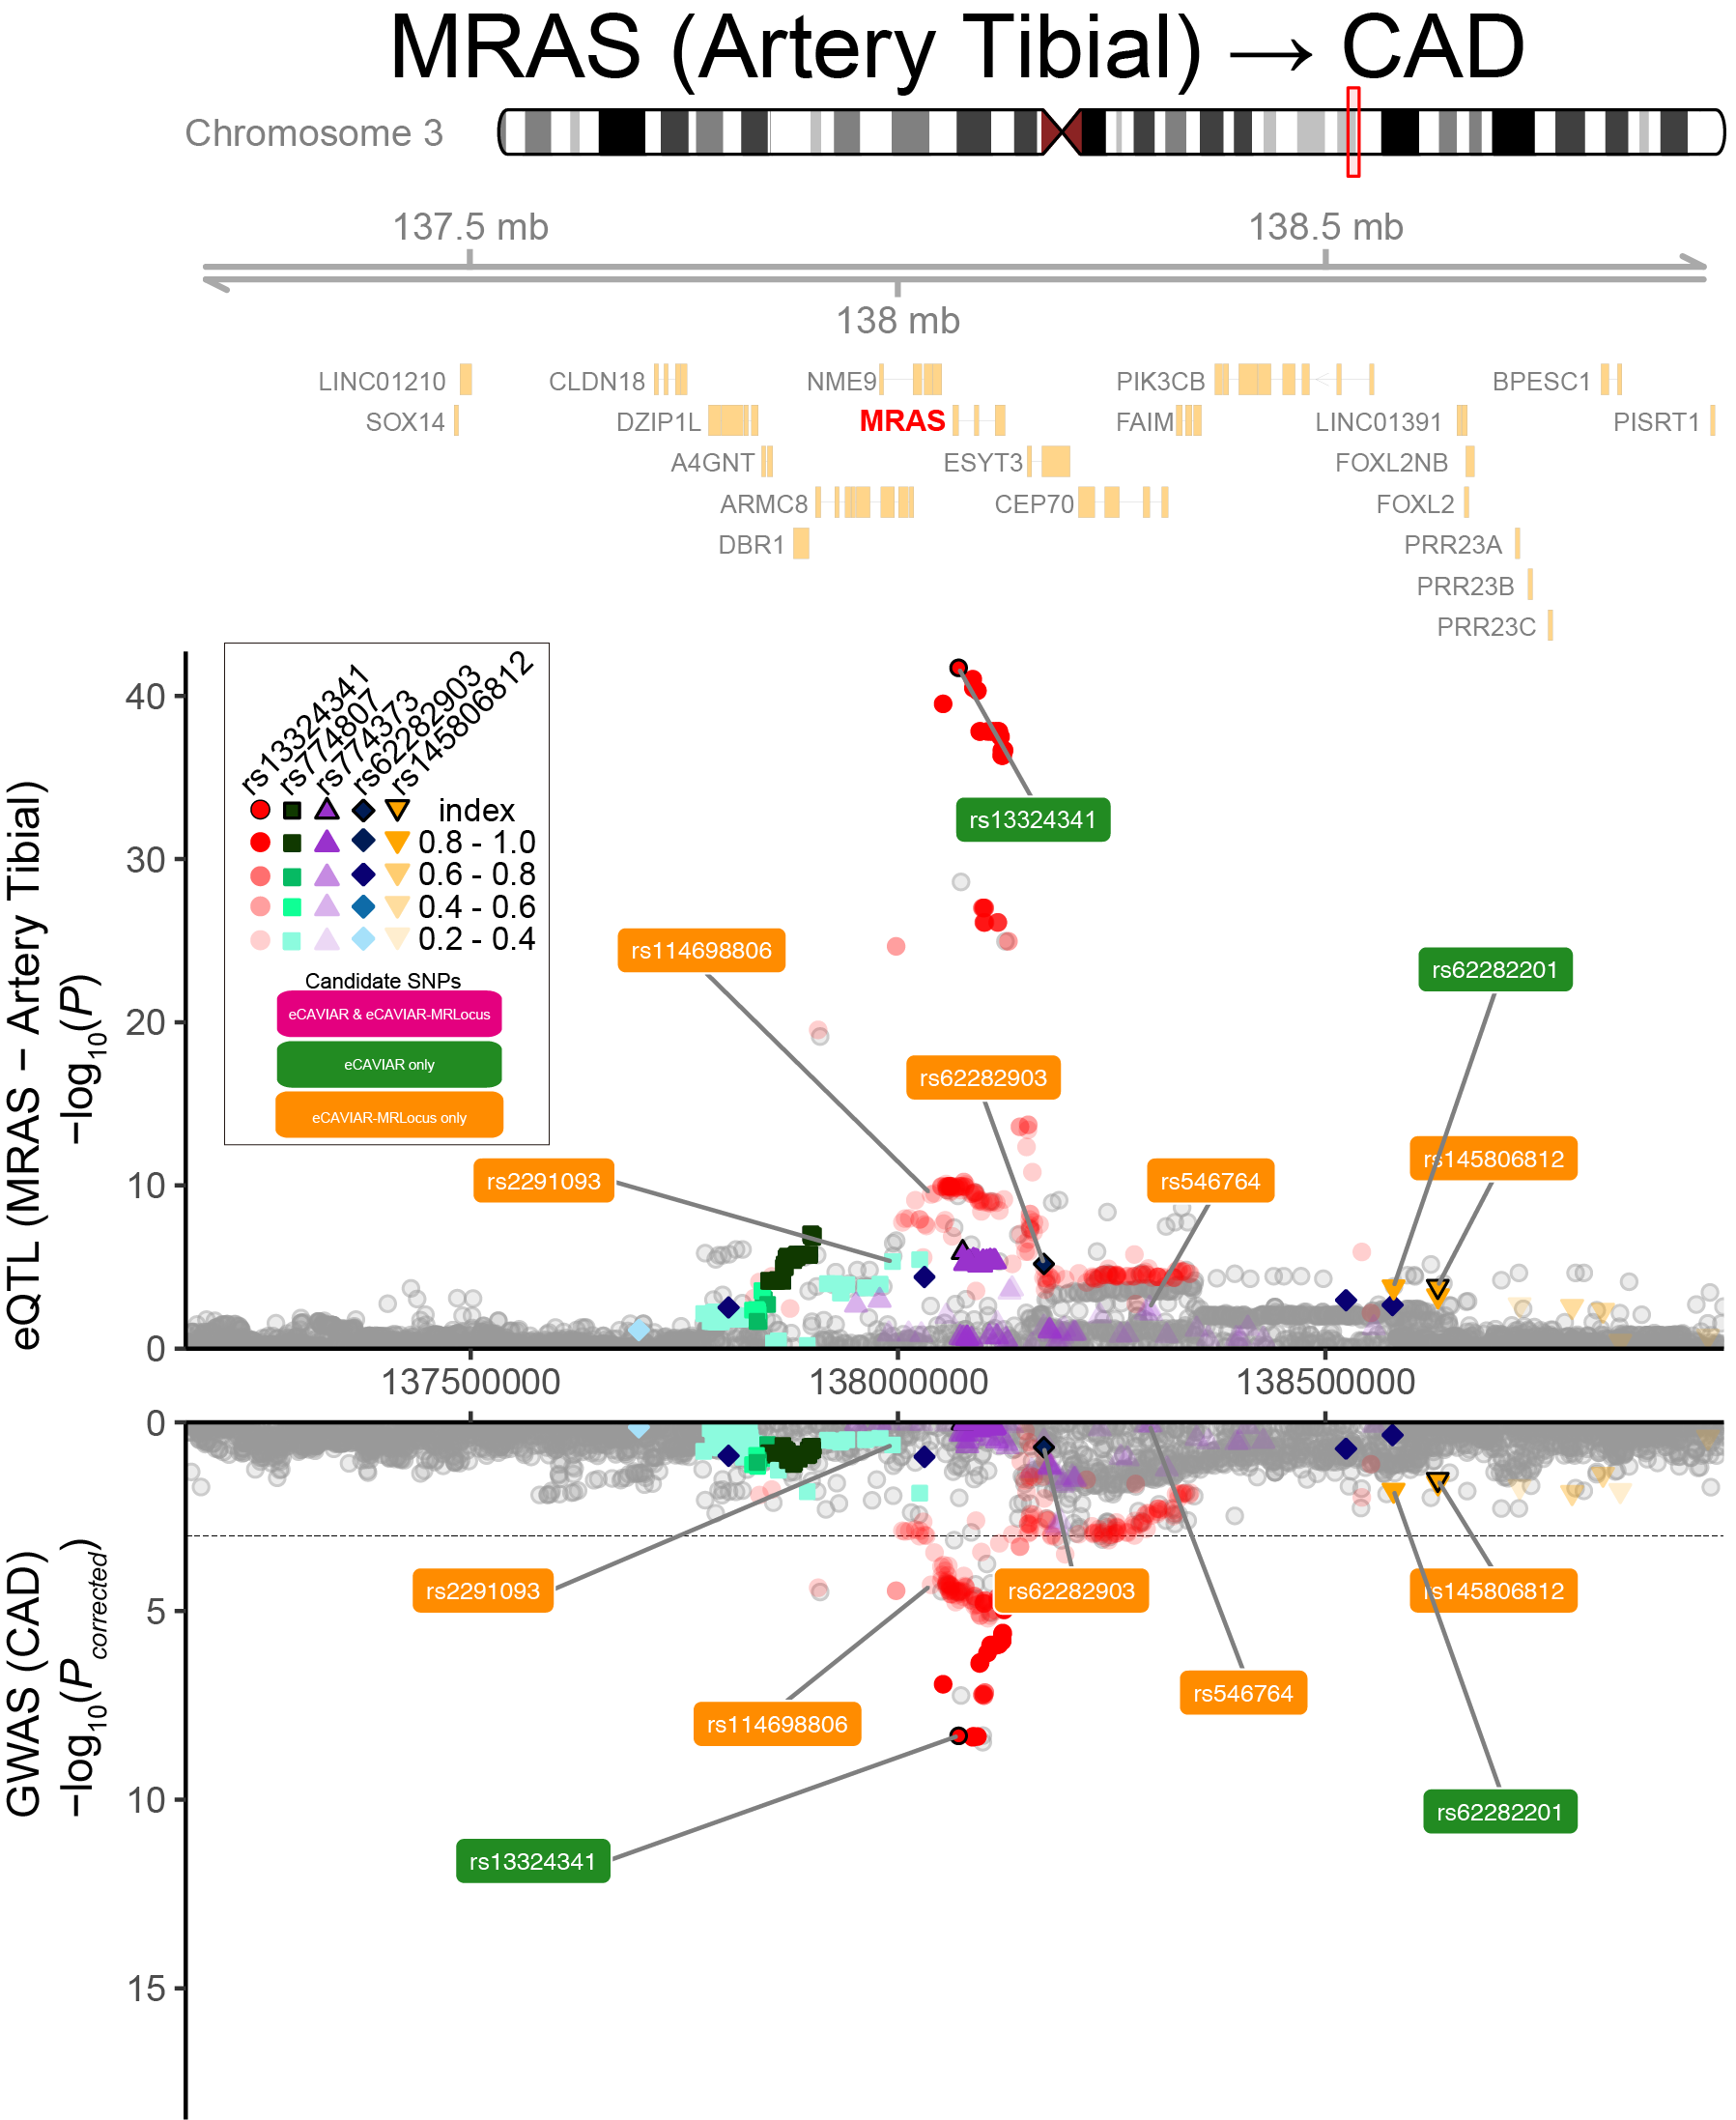 MRAS (Artery Tibial) → CAD
Chromosome 3
137.5 mb 138.5 mb
138 mb
LINC01210 CLDN18 NME9 PIK3CB BPESC1
SOX14 DZIP1L MRAS FAIM LINC01391 PISRT1
A4GNT ESYT3 FOXL2NB
ARMC8 CEP70 FOXL2
DBR1 PRR23A
PRR23B
PRR23C
eQTL (MRAS − Artery Tibial)
−log10(P)
40
30
20
10
0
rs13324341
rs774807
rs774373
rs62282903
rs145806812
index
0.8 - 1.0
0.6 - 0.8
0.4 - 0.6
0.2 - 0.4
Candidate SNPs
eCAVIAR & eCAVIAR-MRLocus
eCAVIAR only
eCAVIAR-MRLocus only
rs13324341
rs114698806
rs62282201
rs62282903
rs145806812
rs2291093
rs546764
137500000 138000000 138500000
GWAS (CAD)
−log10(Pcorrected)
0
5
10
15
rs2291093
rs62282903
rs145806812
rs546764
rs114698806
rs62282201
rs13324341